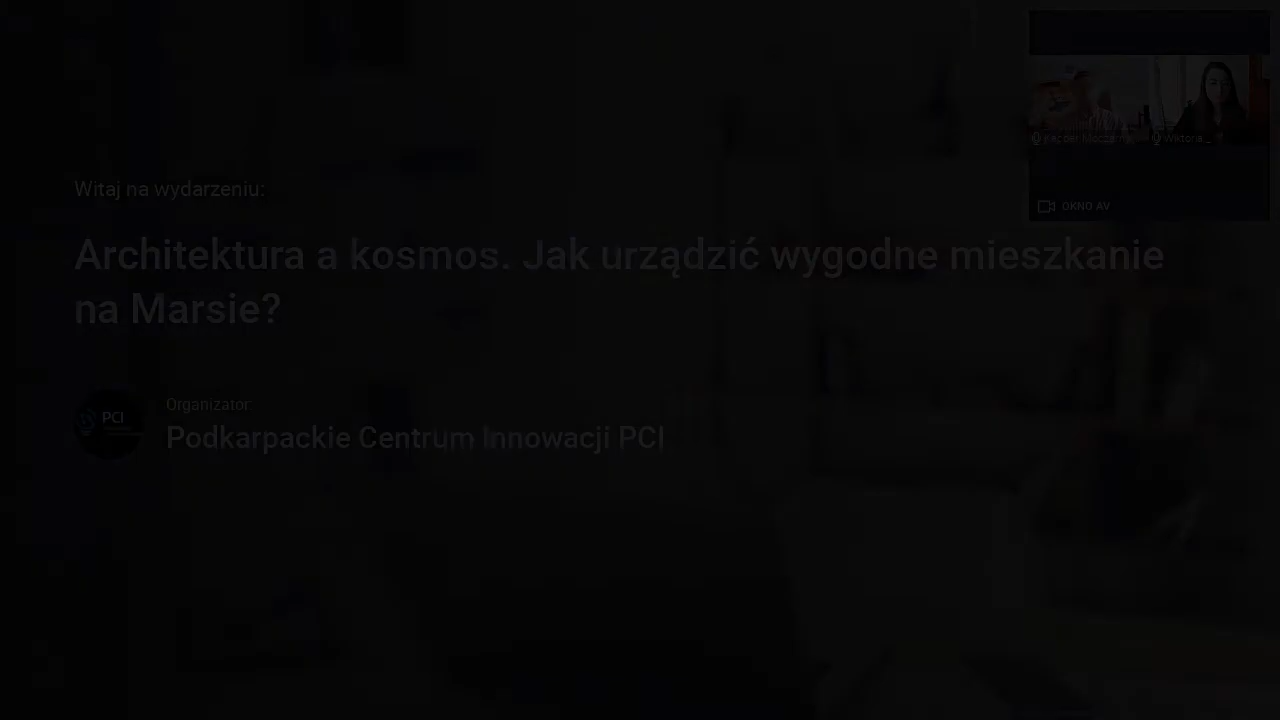 Witaj na wydarzeniu:
Architektura a kosmos. Jak urządzić wygodne mieszkanie
na Marsie?
Organizator:
PCI
Podkarpackie Centrum Innowacji PCI
Wiktoria_
OKNO AV